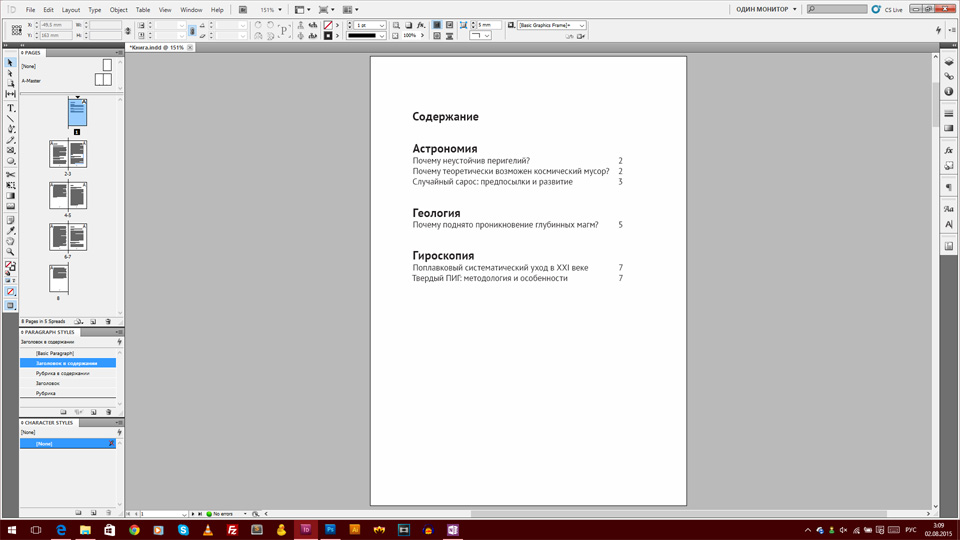 ID File Edit Layout Type Object Table View Window Help 151% ОДИН МОНИТОР CS Live
X: -49,5 mm
Y: 163 mm
W:
H:
1 pt
100%
5 mm
[Basic Graphics Frame]+
*Книга.indd @ 151%
PAGES
[None]
A-Master
1
2-3
4-5
6-7
8
8 Pages in 5 Spreads
PARAGRAPH STYLES
Заголовок в содержании
[Basic Paragraph]
Заголовок в содержании
Рубрика в содержании
Заголовок
Рубрика
CHARACTER STYLES
[None]
[None]
Содержание
Астрономия
Почему неустойчив перигелий? 2
Почему теоретически возможен космический мусор? 2
Случайный сарос: предпосылки и развитие 3
Геология
Почему поднято проникновение глубинных магм? 5
Гироскопия
Поплавковый систематический уход в XXI веке 7
Твердый ПИГ: методология и особенности 7
1 No errors
РУС
3:09
02.08.2015